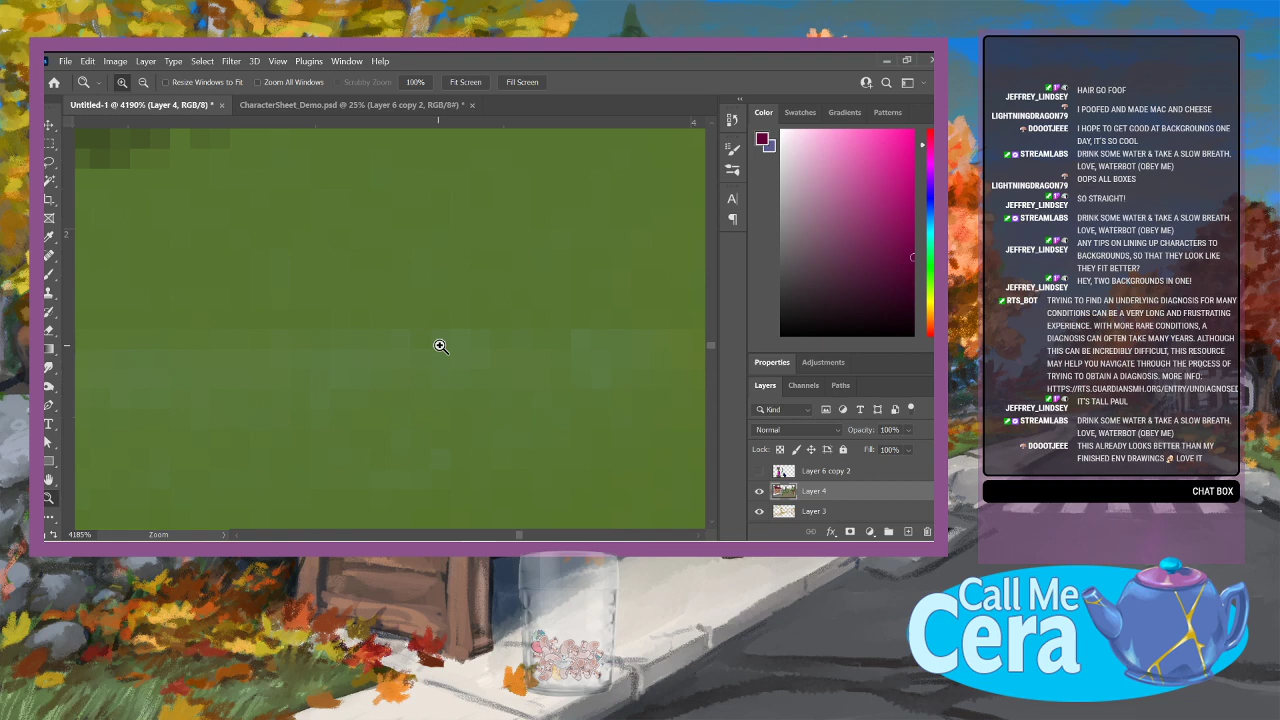 File Edit Image Layer Type Select Filter 3D View Plugins Window Help
Resize Windows to Fit Zoom All Windows Scrubby Zoom 100% Fit Screen Fill Screen
Untitled-1 @ 4190% (Layer 4, RGB/8) * × CharacterSheet_Demo.psd @ 25% (Layer 6 copy 2, RGB/8#) * ×
4
2
4185% Zoom
Color Swatches Gradients Patterns
Properties Adjustments
Layers Channels Paths
Kind
Normal Opacity: 100%
Lock: Fill: 100%
Layer 6 copy 2
Layer 4
Layer 3
fx
JEFFREY_LINDSEY HAIR GO FOOF
LIGHTNINGDRAGON79 I POOFED AND MADE MAC AND CHEESE
DOOOTJEEE I HOPE TO GET GOOD AT BACKGROUNDS ONE
DAY, IT'S SO COOL
STREAMLABS DRINK SOME WATER & TAKE A SLOW BREATH.
LOVE, WATERBOT (OBEY ME)
LIGHTNINGDRAGON79 OOPS ALL BOXES
JEFFREY_LINDSEY SO STRAIGHT!
STREAMLABS DRINK SOME WATER & TAKE A SLOW BREATH.
LOVE, WATERBOT (OBEY ME)
JEFFREY_LINDSEY ANY TIPS ON LINING UP CHARACTERS TO
BACKGROUNDS, SO THAT THEY LOOK LIKE
THEY FIT BETTER?
JEFFREY_LINDSEY HEY, TWO BACKGROUNDS IN ONE!
RTS_BOT TRYING TO FIND AN UNDERLYING DIAGNOSIS FOR MANY
CONDITIONS CAN BE A VERY LONG AND FRUSTRATING
EXPERIENCE. WITH MORE RARE CONDITIONS, A
DIAGNOSIS CAN OFTEN TAKE MANY YEARS. ALTHOUGH
THIS CAN BE INCREDIBLY DIFFICULT, THIS RESOURCE
MAY HELP YOU NAVIGATE THROUGH THE PROCESS OF
TRYING TO OBTAIN A DIAGNOSIS. MORE INFO:
HTTPS://RTS.GUARDIANSMH.ORG/ENTRY/UNDIAGNOSED
JEFFREY_LINDSEY IT'S TALL PAUL
STREAMLABS DRINK SOME WATER & TAKE A SLOW BREATH.
LOVE, WATERBOT (OBEY ME)
DOOOTJEEE THIS ALREADY LOOKS BETTER THAN MY
FINISHED ENV DRAWINGS LOVE IT
CHAT BOX
Call Me
Cera